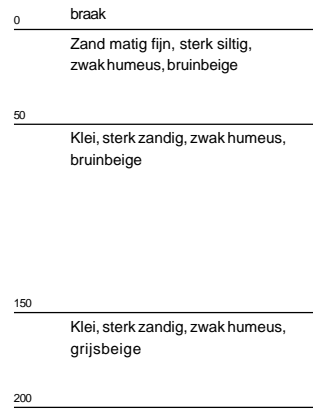 braak
0
Zand matig fijn, sterk siltig,
zwak humeus, bruinbeige
50
Klei, sterk zandig, zwak humeus,
bruinbeige
150
Klei, sterk zandig, zwak humeus,
grijsbeige
200